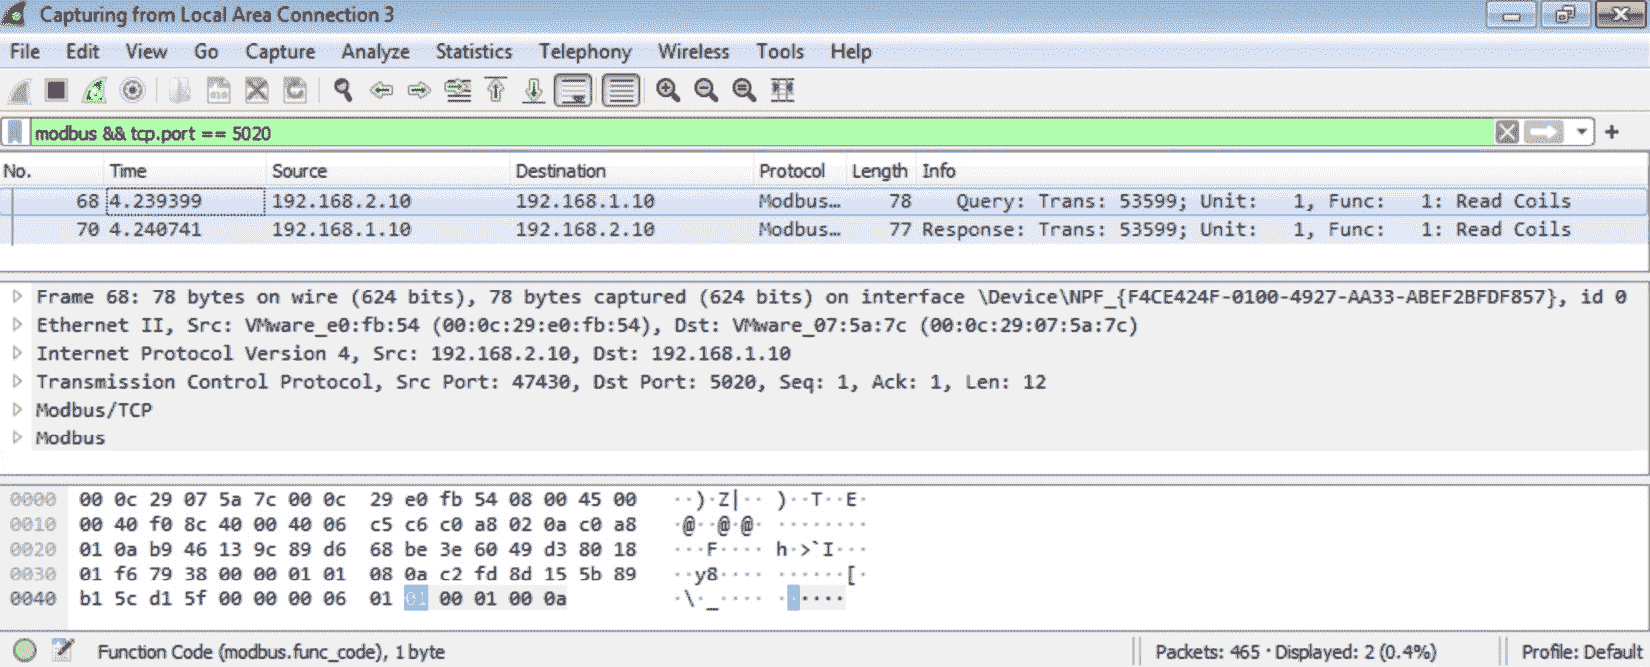 Capturing from Local Area Connection 3
File Edit View Go Capture Analyze Statistics Telephony Wireless Tools Help
modbus && tcp.port == 5020
No. Time Source Destination Protocol Length Info
68 4.239399 192.168.2.10 192.168.1.10 Modbus… 78 Query: Trans: 53599; Unit: 1, Func: 1: Read Coils
70 4.240741 192.168.1.10 192.168.2.10 Modbus… 77 Response: Trans: 53599; Unit: 1, Func: 1: Read Coils
Frame 68: 78 bytes on wire (624 bits), 78 bytes captured (624 bits) on interface \Device\NPF_{F4CE424F-0100-4927-AA33-ABEF2BFDF857}, id 0
Ethernet II, Src: VMware_e0:fb:54 (00:0c:29:e0:fb:54), Dst: VMware_07:5a:7c (00:0c:29:07:5a:7c)
Internet Protocol Version 4, Src: 192.168.2.10, Dst: 192.168.1.10
Transmission Control Protocol, Src Port: 47430, Dst Port: 5020, Seq: 1, Ack: 1, Len: 12
Modbus/TCP
Modbus
0000 00 0c 29 07 5a 7c 00 0c 29 e0 fb 54 08 00 45 00 ··)·Z|·· )··T··E·
0010 00 40 f0 8c 40 00 40 06 c5 c6 c0 a8 02 0a c0 a8 ·@··@·@· ········
0020 01 0a b9 46 13 9c 89 d6 68 be 3e 60 49 d3 80 18 ···F···· h·>`I···
0030 01 f6 79 38 00 00 01 01 08 0a c2 fd 8d 15 5b 89 ··y8···· ······[·
0040 b1 5c d1 5f 00 00 00 06 01 01 00 01 00 0a ·\·_···· ······
Function Code (modbus.func_code), 1 byte Packets: 465 · Displayed: 2 (0.4%) Profile: Default